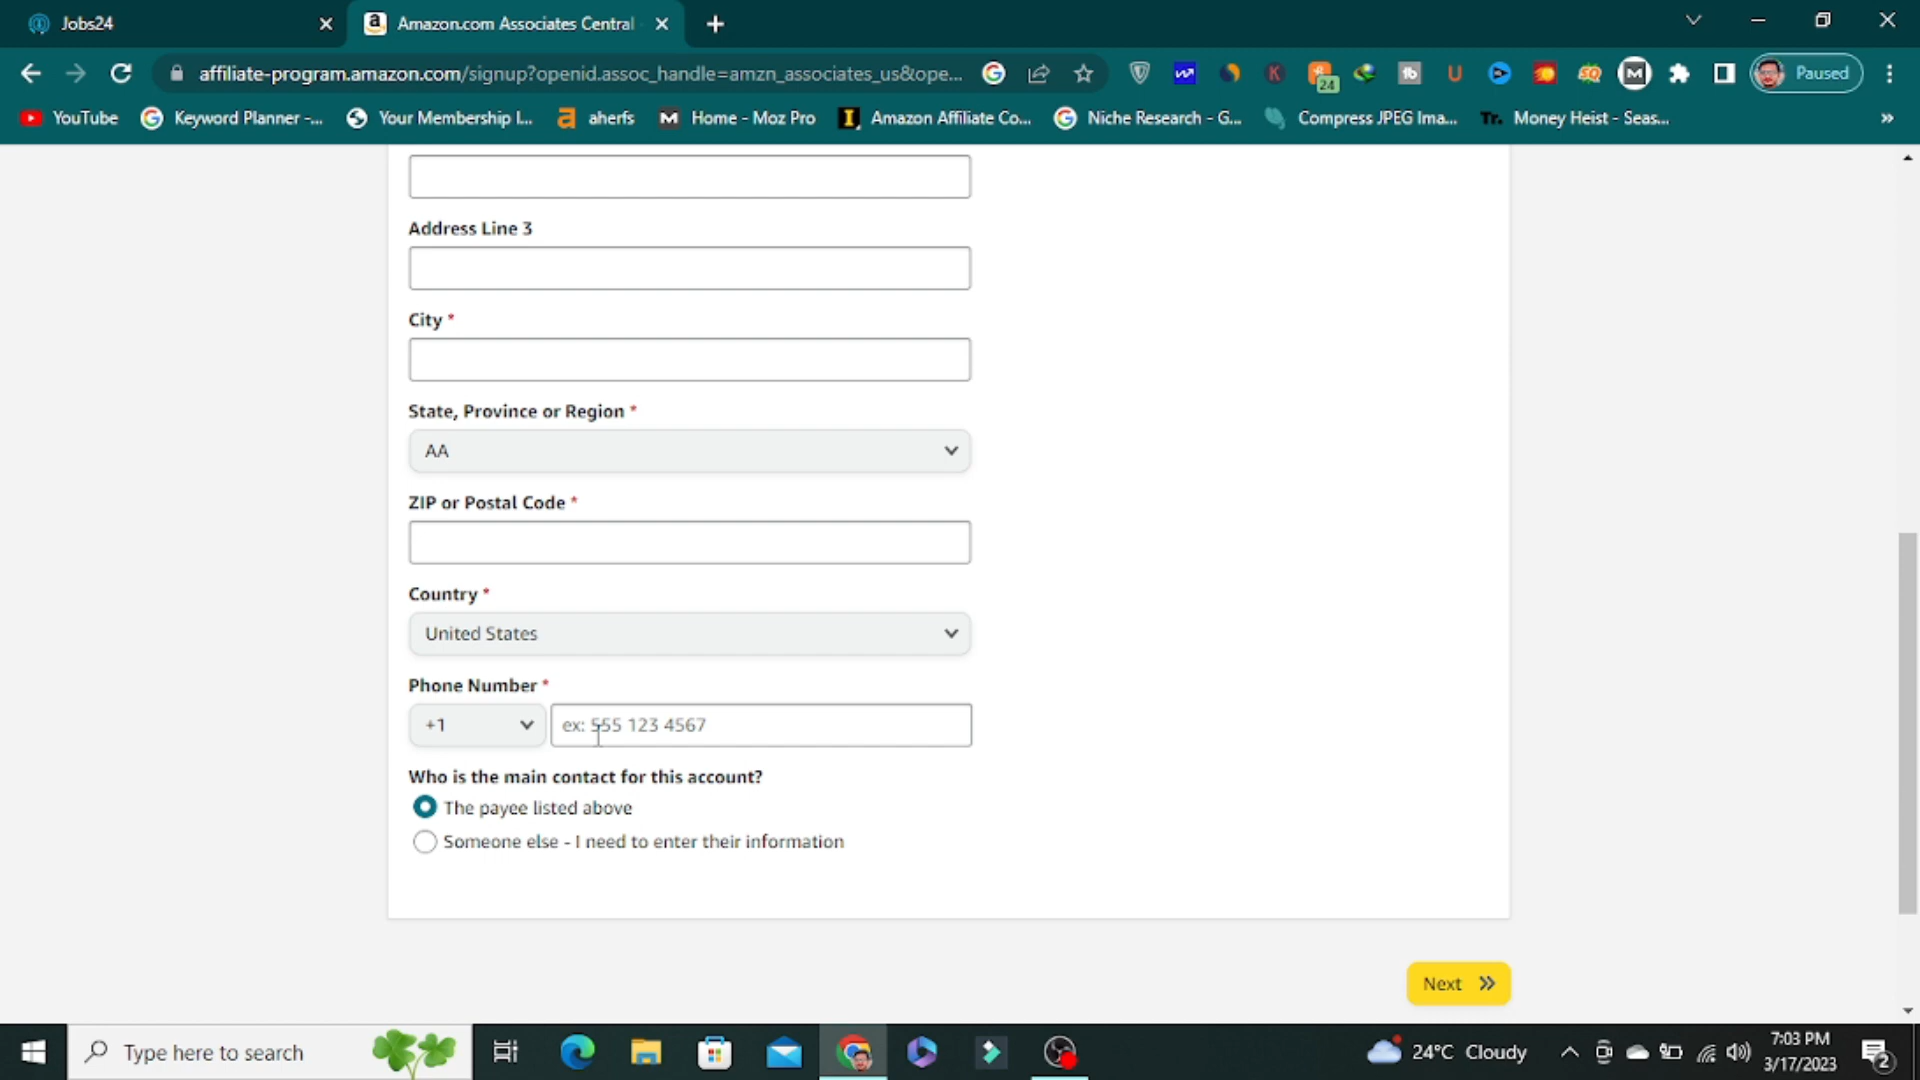 Jobs24
Amazon.com Associates Central
affiliate-program.amazon.com/signup?openid.assoc_handle=amzn_associates_us&ope...
24
Paused
YouTube
Keyword Planner -...
Your Membership I...
aherfs
Home - Moz Pro
Amazon Affiliate Co...
Niche Research - G...
Compress JPEG Ima...
Tr.
Money Heist - Seas...
»
Address Line 3
City *
State, Province or Region *
AA
ZIP or Postal Code *
Country *
United States
Phone Number *
+1
ex: 555 123 4567
Who is the main contact for this account?
The payee listed above
Someone else - I need to enter their information
Next »
Type here to search
24°C Cloudy
7:03 PM
3/17/2023
2